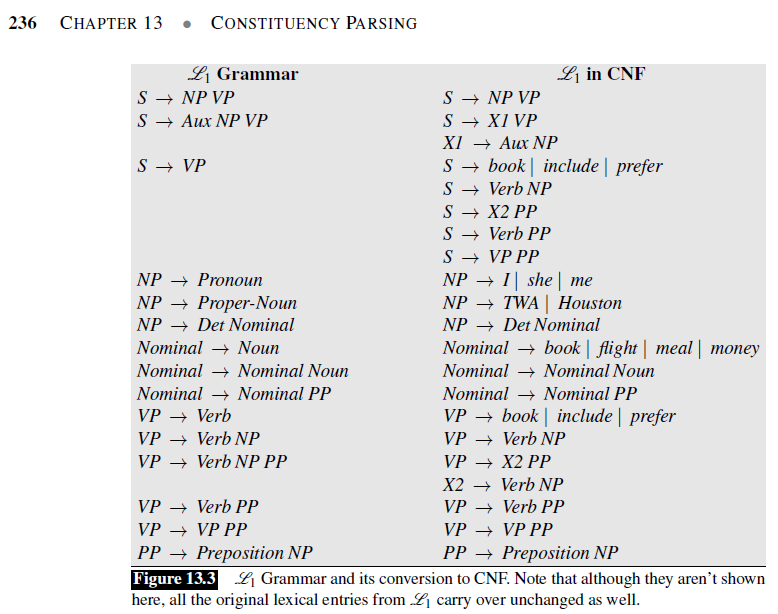 236 CHAPTER 13 • CONSTITUENCY PARSING
ℒ1 Grammar ℒ1 in CNF
S → NP VP S → NP VP
S → Aux NP VP S → X1 VP
X1 → Aux NP
S → VP S → book | include | prefer
S → Verb NP
S → X2 PP
S → Verb PP
S → VP PP
NP → Pronoun NP → I | she | me
NP → Proper-Noun NP → TWA | Houston
NP → Det Nominal NP → Det Nominal
Nominal → Noun Nominal → book | flight | meal | money
Nominal → Nominal Noun Nominal → Nominal Noun
Nominal → Nominal PP Nominal → Nominal PP
VP → Verb VP → book | include | prefer
VP → Verb NP VP → Verb NP
VP → Verb NP PP VP → X2 PP
X2 → Verb NP
VP → Verb PP VP → Verb PP
VP → VP PP VP → VP PP
PP → Preposition NP PP → Preposition NP
Figure 13.3 ℒ1 Grammar and its conversion to CNF. Note that although they aren't shown
here, all the original lexical entries from ℒ1 carry over unchanged as well.